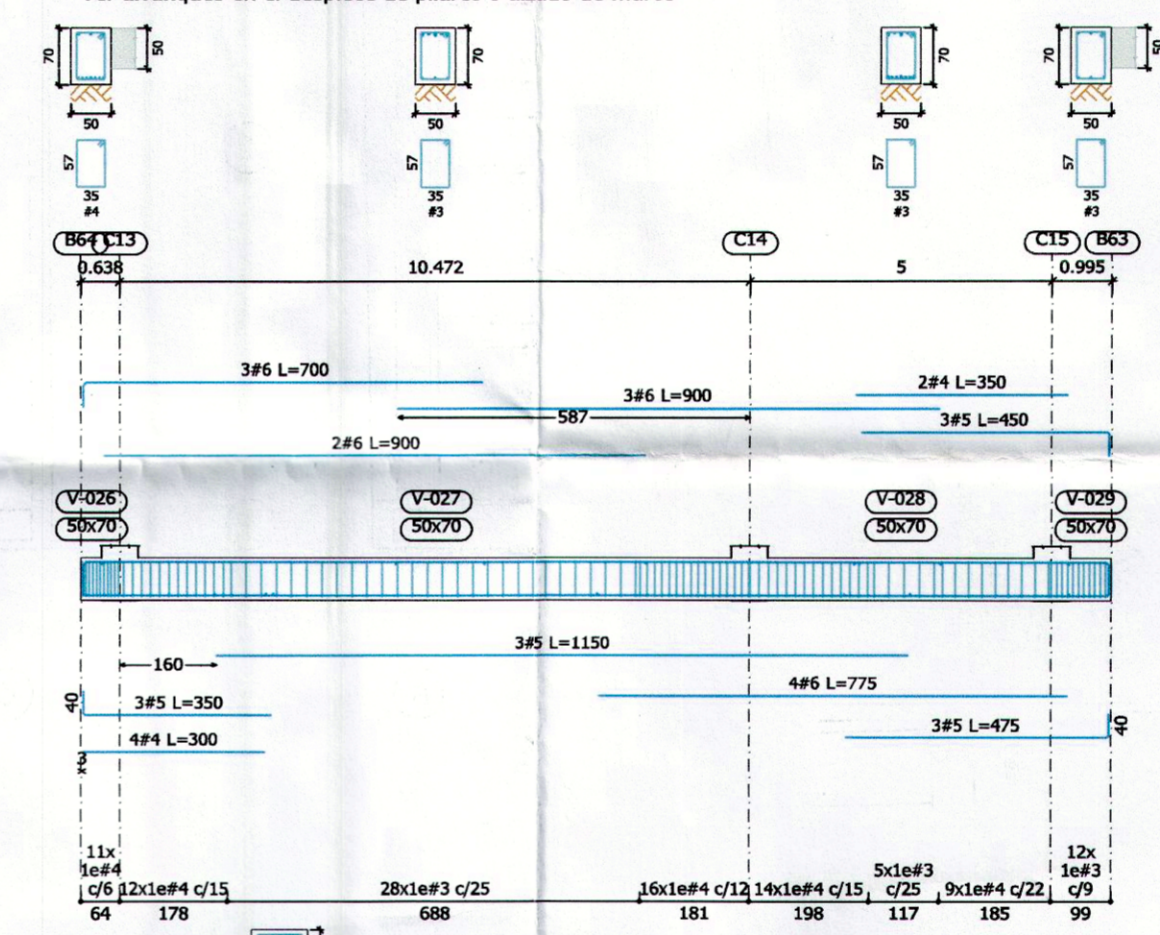 70
50
70
70
70
50
50
50
50
50
57
57
57
57
35
35
35
35
#4
#3
#3
#3
B64 C13
C14
C15
B63
0.638
10.472
5
0.995
3#6 L=700
2#4 L=350
3#6 L=900
587
3#5 L=450
2#6 L=900
V-026
V-027
V-028
V-029
50x70
50x70
50x70
50x70
3#5 L=1150
160
4#6 L=775
40
3#5 L=350
3#5 L=475
40
4#4 L=300
11x
1e#4
c/6
12x1e#4 c/15
28x1e#3 c/25
16x1e#4 c/12
14x1e#4 c/15
5x1e#3
c/25
9x1e#4 c/22
12x
1e#3
c/9
64
178
688
181
198
117
185
99